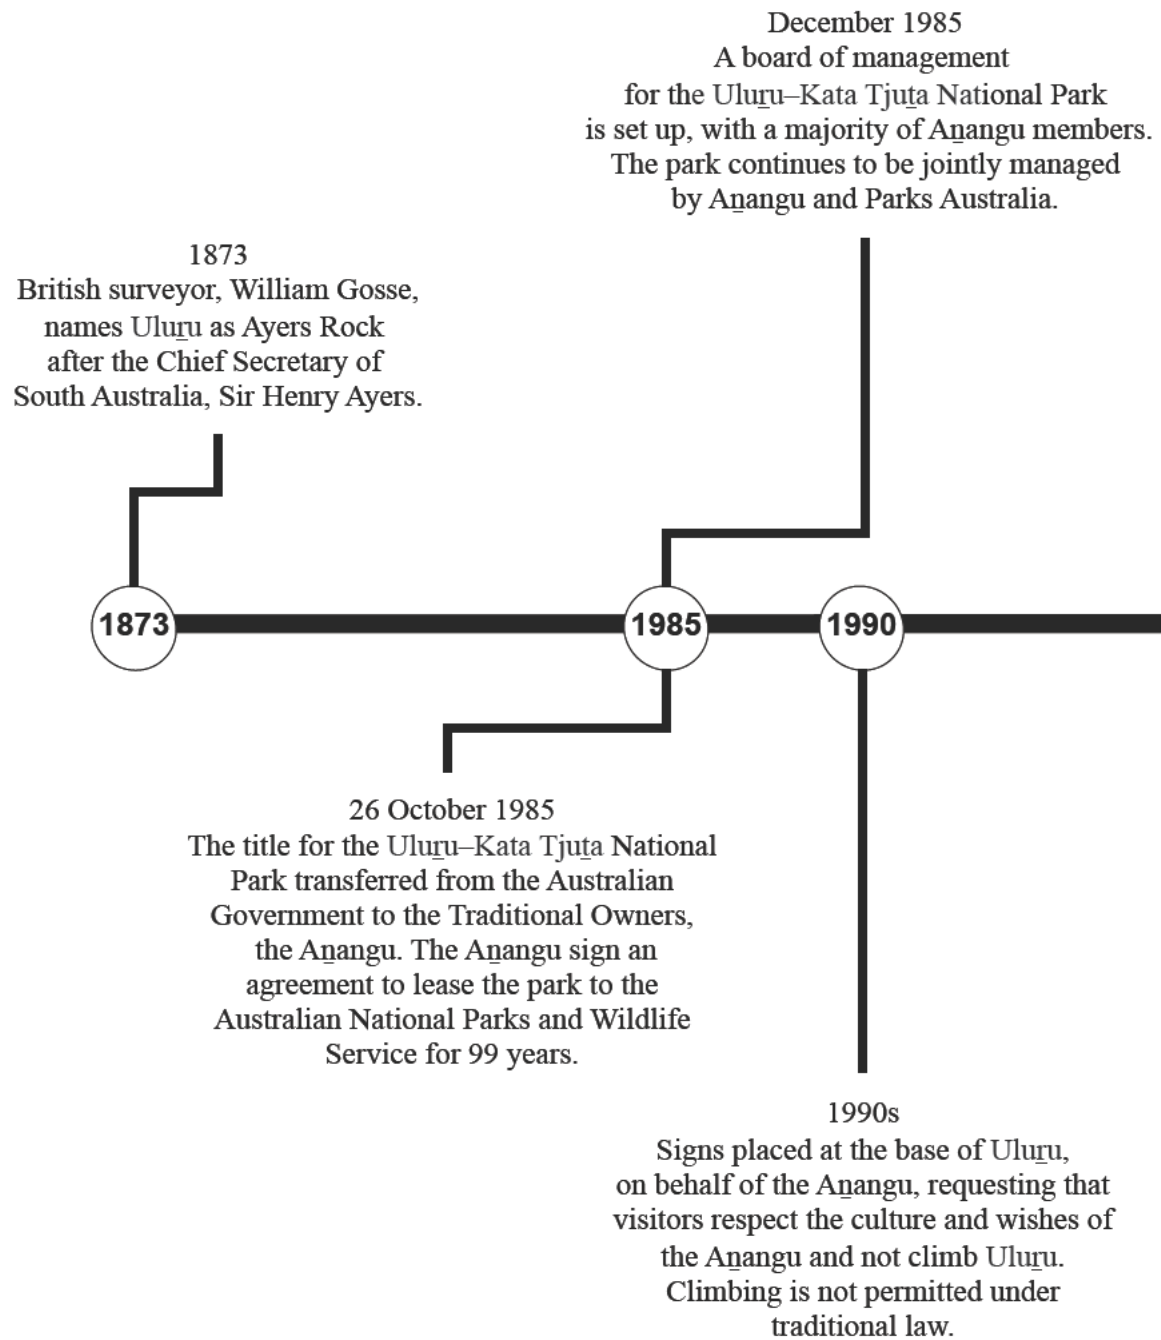 December 1985
A board of management
for the Uluṟu–Kata Tjuṯa National Park
is set up, with a majority of Aṉangu members.
The park continues to be jointly managed
by Aṉangu and Parks Australia.
1873
British surveyor, William Gosse,
names Uluṟu as Ayers Rock
after the Chief Secretary of
South Australia, Sir Henry Ayers.
1873
1985
1990
26 October 1985
The title for the Uluṟu–Kata Tjuṯa National
Park transferred from the Australian
Government to the Traditional Owners,
the Aṉangu. The Aṉangu sign an
agreement to lease the park to the
Australian National Parks and Wildlife
Service for 99 years.
1990s
Signs placed at the base of Uluṟu,
on behalf of the Aṉangu, requesting that
visitors respect the culture and wishes of
the Aṉangu and not climb Uluṟu.
Climbing is not permitted under
traditional law.